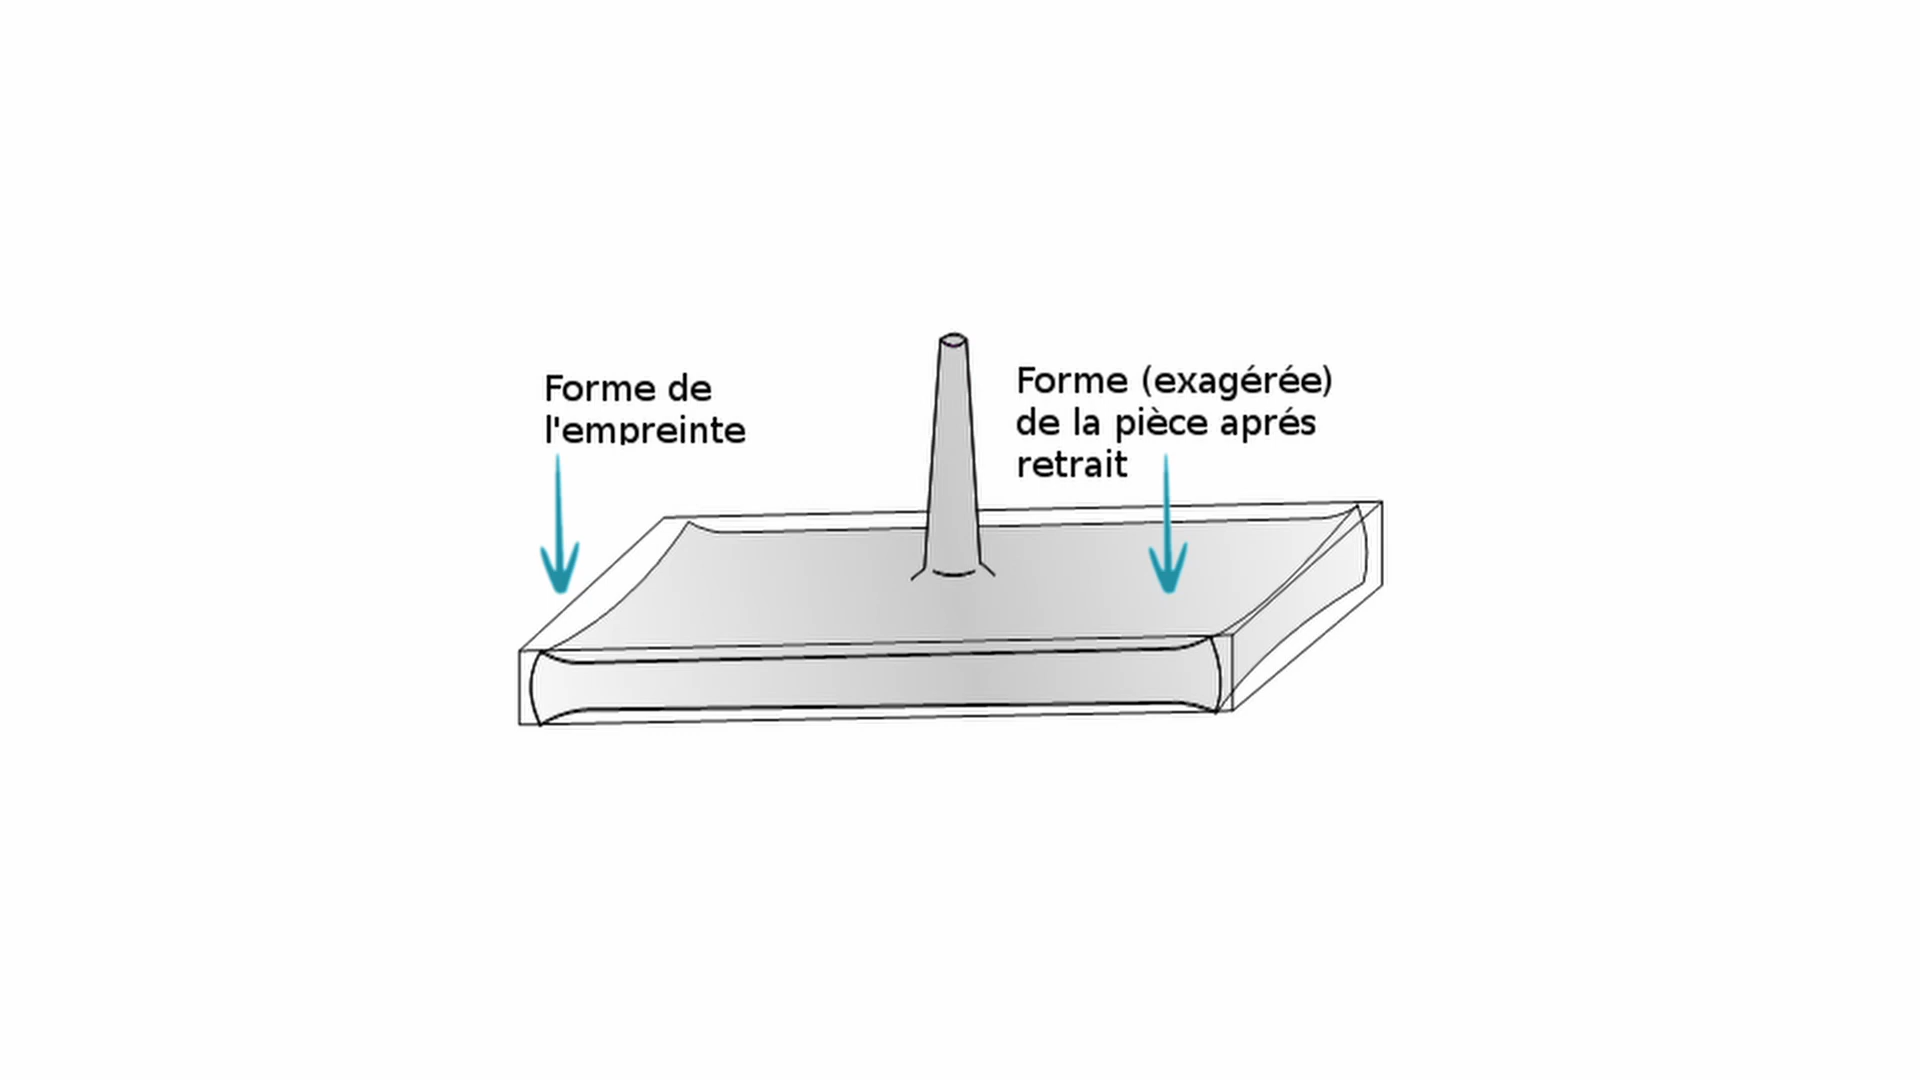 Forme de
l'empreinte
Forme (exagérée)
de la pièce aprés
retrait